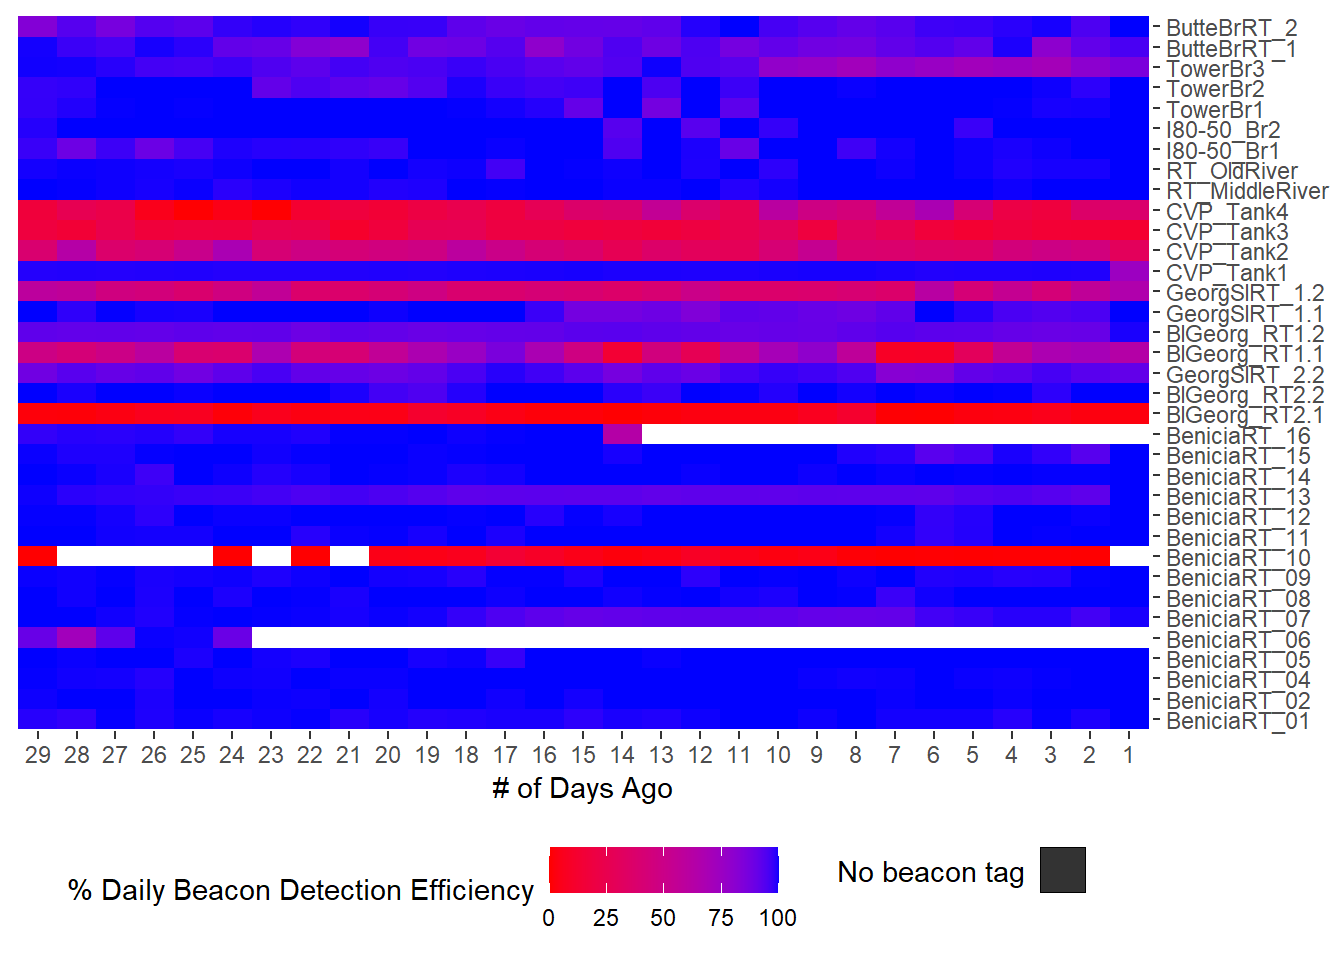 ButteBrRT_2
ButteBrRT_1
TowerBr3
TowerBr2
TowerBr1
I80-50_Br2
I80-50_Br1
RT_OldRiver
RT_MiddleRiver
CVP_Tank4
CVP_Tank3
CVP_Tank2
CVP_Tank1
GeorgSlRT_1.2
GeorgSlRT_1.1
BlGeorg_RT1.2
BlGeorg_RT1.1
GeorgSlRT_2.2
BlGeorg_RT2.2
BlGeorg_RT2.1
BeniciaRT_16
BeniciaRT_15
BeniciaRT_14
BeniciaRT_13
BeniciaRT_12
BeniciaRT_11
BeniciaRT_10
BeniciaRT_09
BeniciaRT_08
BeniciaRT_07
BeniciaRT_06
BeniciaRT_05
BeniciaRT_04
BeniciaRT_02
BeniciaRT_01
29 28 27 26 25 24 23 22 21 20 19 18 17 16 15 14 13 12 11 10 9 8 7 6 5 4 3 2 1
# of Days Ago
% Daily Beacon Detection Efficiency
0 25 50 75 100
No beacon tag